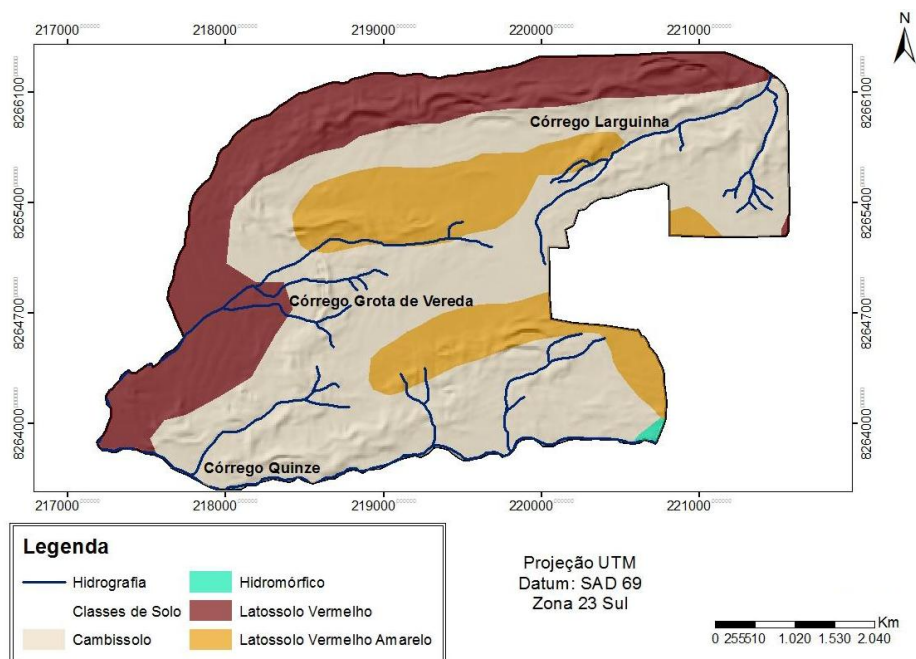 217000 218000 219000 220000 221000
N
8266100 8266100
Córrego Larguinha
8265400 8265400
Córrego Grota de Vereda
8264700 8264700
8264000 8264000
Córrego Quinze
217000 218000 219000 220000 221000
Legenda
Hidrografia
Classes de Solo
Cambissolo
Hidromórfico
Latossolo Vermelho
Latossolo Vermelho Amarelo
Projeção UTM
Datum: SAD 69
Zona 23 Sul
Km
0 255510 1.020 1.530 2.040